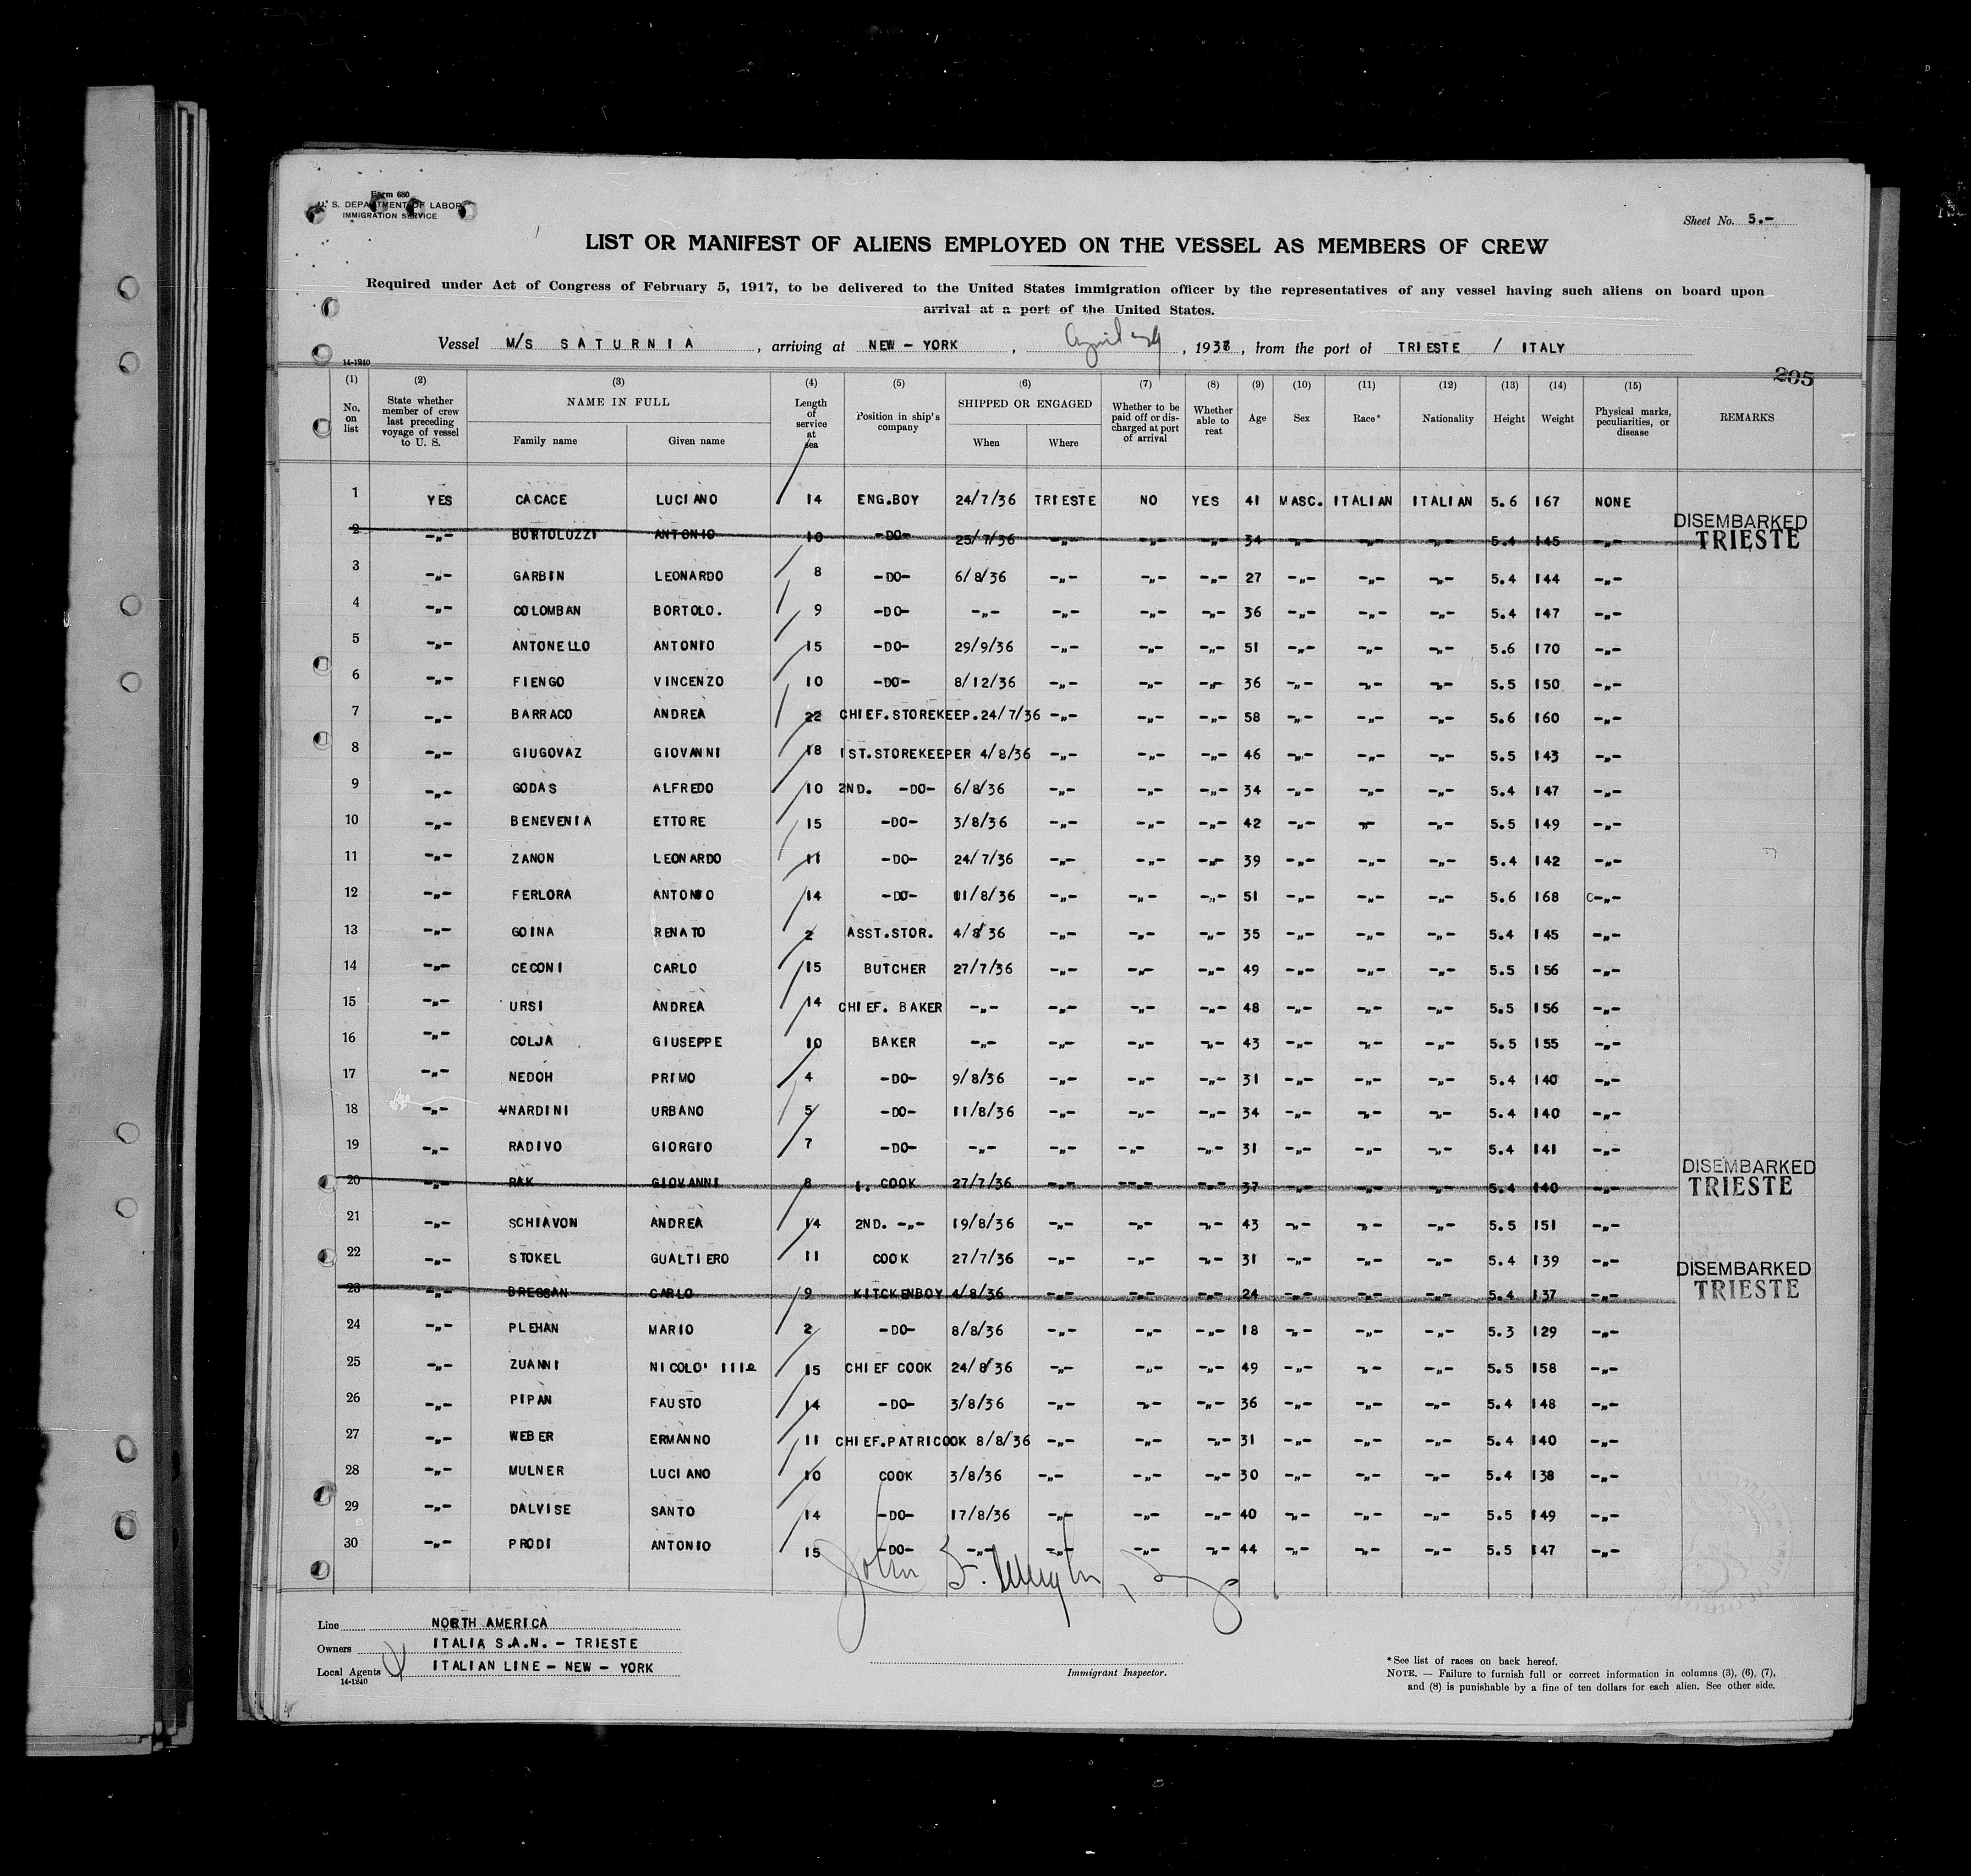 Form 680
U. S. DEPARTMENT OF LABOR
IMMIGRATION SERVICE
Sheet No. 5.-
LIST OR MANIFEST OF ALIENS EMPLOYED ON THE VESSEL AS MEMBERS OF CREW
Required under Act of Congress of February 5, 1917, to be delivered to the United States immigration officer by the representatives of any vessel having such aliens on board upon
arrival at a port of the United States.
Vessel M/S SATURNIA, arriving at NEW - YORK, April, 193, from the port of TRIESTE / ITALY
14-1240
205
(1) (2) (3) (4) (5) (6) (7) (8) (9) (10) (11) (12) (13) (14) (15)
No. on list | State whether member of crew last preceding voyage of vessel to U. S. | NAME IN FULL Family name Given name | Length of service at sea | Position in ship's company | SHIPPED OR ENGAGED When Where | Whether to be paid off or discharged at port of arrival | Whether able to reat | Age | Sex | Race* | Nationality | Height | Weight | Physical marks, peculiarities, or disease | REMARKS
1 YES CACACE LUCIANO 14 ENG.BOY 24/7/36 TRIESTE NO YES 41 MASC. ITALIAN ITALIAN 5.6 167 NONE
2 -"- BORTOLUZZI ANTONIO 10 -DO- 25/7/36 -"- -"- -"- 34 -"- -"- -"- 5.4 145 -"- DISEMBARKED TRIESTE
3 -"- GARBIN LEONARDO 8 -DO- 6/8/36 -"- -"- -"- 27 -"- -"- -"- 5.4 144 -"-
4 -"- COLOMBAN BORTOLO. 9 -DO- -"- -"- -"- -"- 36 -"- -"- -"- 5.4 147 -"-
5 -"- ANTONELLO ANTONIO 15 -DO- 29/9/36 -"- -"- -"- 51 -"- -"- -"- 5.6 170 -"-
6 -"- FIENGO VINCENZO 10 -DO- 8/12/36 -"- -"- -"- 36 -"- -"- -"- 5.5 150 -"-
7 -"- BARRACO ANDREA 22 CHIEF.STOREKEEP. 24/7/36 -"- -"- -"- 58 -"- -"- -"- 5.6 160 -"-
8 -"- GIUGOVAZ GIOVANNI 18 1ST.STOREKEEPER 4/8/36 -"- -"- -"- 46 -"- -"- -"- 5.5 143 -"-
9 -"- GODAS ALFREDO 10 2ND. -DO- 6/8/36 -"- -"- -"- 34 -"- -"- -"- 5.4 147 -"-
10 -"- BENEVENIA ETTORE 15 -DO- 3/8/36 -"- -"- -"- 42 -"- -"- -"- 5.5 149 -"-
11 -"- ZANON LEONARDO 11 -DO- 24/7/36 -"- -"- -"- 39 -"- -"- -"- 5.4 142 -"-
12 -"- FERLORA ANTONIO 14 -DO- 11/8/36 -"- -"- -"- 51 -"- -"- -"- 5.6 168 -"-
13 -"- GOINA RENATO 2 ASST.STOR. 4/8/36 -"- -"- -"- 35 -"- -"- -"- 5.4 145 -"-
14 -"- CECONI CARLO 15 BUTCHER 27/7/36 -"- -"- -"- 49 -"- -"- -"- 5.5 156 -"-
15 -"- URSI ANDREA 14 CHIEF. BAKER -"- -"- -"- -"- 48 -"- -"- -"- 5.5 156 -"-
16 -"- COLJA GIUSEPPE 10 BAKER -"- -"- -"- -"- 43 -"- -"- -"- 5.5 155 -"-
17 -"- NEDOH PRIMO 4 -DO- 9/8/36 -"- -"- -"- 31 -"- -"- -"- 5.4 140 -"-
18 -"- VNARDINI URBANO 5 -DO- 11/8/36 -"- -"- -"- 34 -"- -"- -"- 5.4 140 -"-
19 -"- RADIVO GIORGIO 7 -DO- -"- -"- -"- -"- 31 -"- -"- -"- 5.4 141 -"-
20 -"- RAK GIOVANNI 8 1. COOK 27/7/36 -"- -"- -"- 37 -"- -"- -"- 5.4 140 -"- DISEMBARKED TRIESTE
21 -"- SCHIAVON ANDREA 14 2ND. -"- 19/8/36 -"- -"- -"- 43 -"- -"- -"- 5.5 151 -"-
22 -"- STOKEL GUALTIERO 11 COOK 27/7/36 -"- -"- -"- 31 -"- -"- -"- 5.4 139 -"-
23 -"- BRESSAN CARLO 9 KITCKENBOY 4/8/36 -"- -"- -"- 24 -"- -"- -"- 5.4 137 -"- DISEMBARKED TRIESTE
24 -"- PLEHAN MARIO 2 -DO- 8/8/36 -"- -"- -"- 18 -"- -"- -"- 5.3 129 -"-
25 -"- ZUANNI NICOLO' IIIº 15 CHIEF COOK 24/8/36 -"- -"- -"- 49 -"- -"- -"- 5.5 158 -"-
26 -"- PIPAN FAUSTO 14 -DO- 3/8/36 -"- -"- -"- 36 -"- -"- -"- 5.4 148 -"-
27 -"- WEBER ERMANNO 11 CHIEF.PATRICOOK 8/8/36 -"- -"- -"- 31 -"- -"- -"- 5.4 140 -"-
28 -"- MULNER LUCIANO 10 COOK 3/8/36 -"- -"- -"- 30 -"- -"- -"- 5.4 138 -"-
29 -"- DALVISE SANTO 14 -DO- 17/8/36 -"- -"- -"- 40 -"- -"- -"- 5.5 149 -"-
30 -"- PRODI ANTONIO 15 -DO- -"- -"- -"- -"- 44 -"- -"- -"- 5.5 147 -"-
John
Line NORTH AMERICA
Owners ITALIA S.A.N. - TRIESTE
Local Agents ITALIAN LINE - NEW - YORK
14-1240
Immigrant Inspector.
*See list of races on back hereof.
NOTE. — Failure to furnish full or correct information in columns (3), (6), (7),
and (8) is punishable by a fine of ten dollars for each alien. See other side.